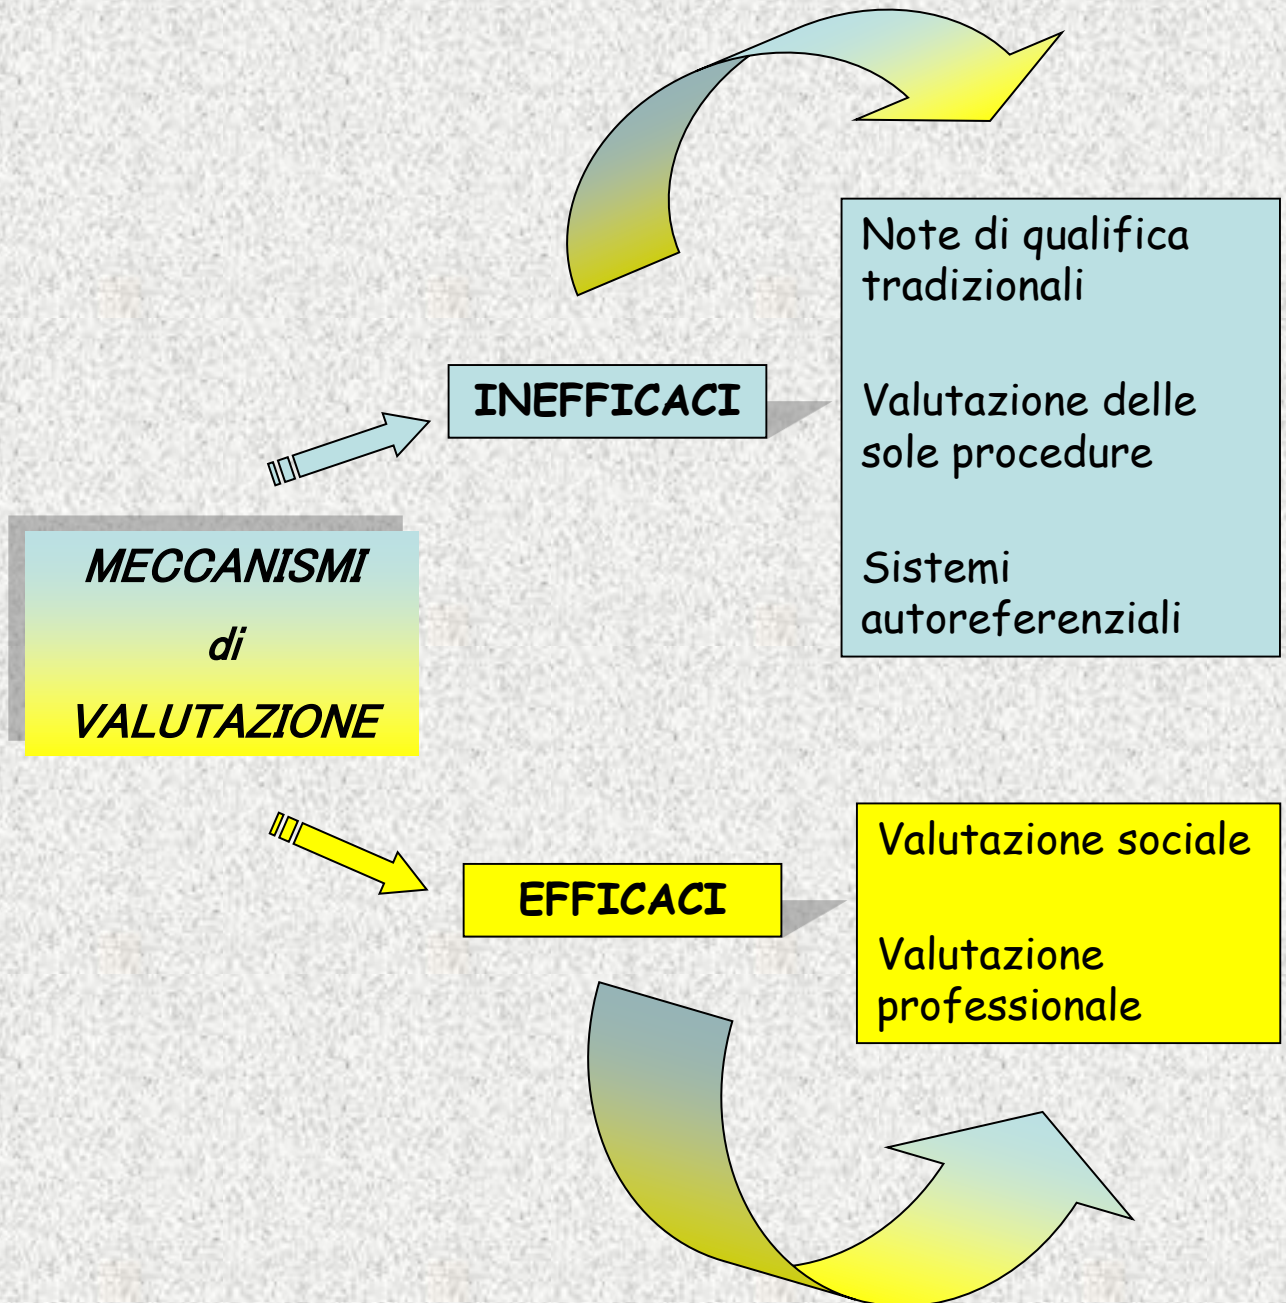 MECCANISMI
di
VALUTAZIONE
INEFFICACI
Note di qualifica
tradizionali
Valutazione delle
sole procedure
Sistemi
autoreferenziali
EFFICACI
Valutazione sociale
Valutazione
professionale